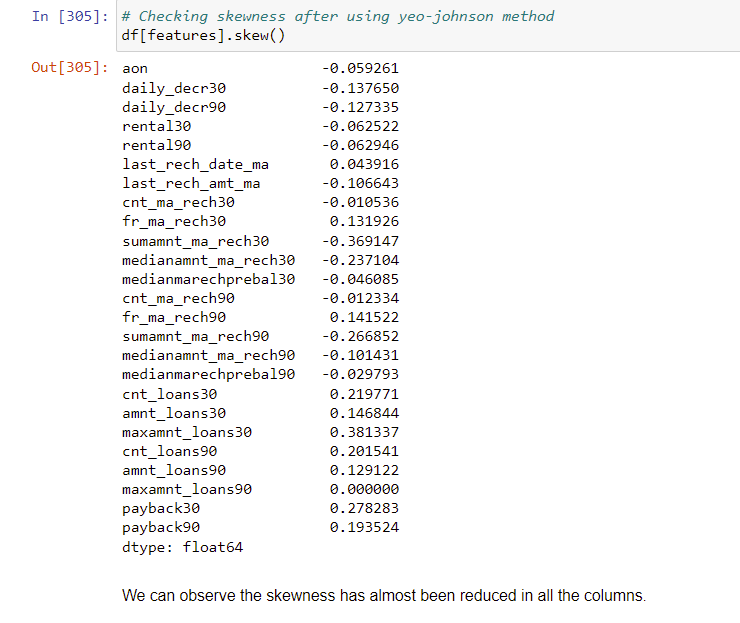 In [305]: # Checking skewness after using yeo-johnson method
df[features].skew()
Out[305]: aon -0.059261
daily_decr30 -0.137650
daily_decr90 -0.127335
rental30 -0.062522
rental90 -0.062946
last_rech_date_ma 0.043916
last_rech_amt_ma -0.106643
cnt_ma_rech30 -0.010536
fr_ma_rech30 0.131926
sumamnt_ma_rech30 -0.369147
medianamnt_ma_rech30 -0.237104
medianmarechprebal30 -0.046085
cnt_ma_rech90 -0.012334
fr_ma_rech90 0.141522
sumamnt_ma_rech90 -0.266852
medianamnt_ma_rech90 -0.101431
medianmarechprebal90 -0.029793
cnt_loans30 0.219771
amnt_loans30 0.146844
maxamnt_loans30 0.381337
cnt_loans90 0.201541
amnt_loans90 0.129122
maxamnt_loans90 0.000000
payback30 0.278283
payback90 0.193524
dtype: float64
We can observe the skewness has almost been reduced in all the columns.